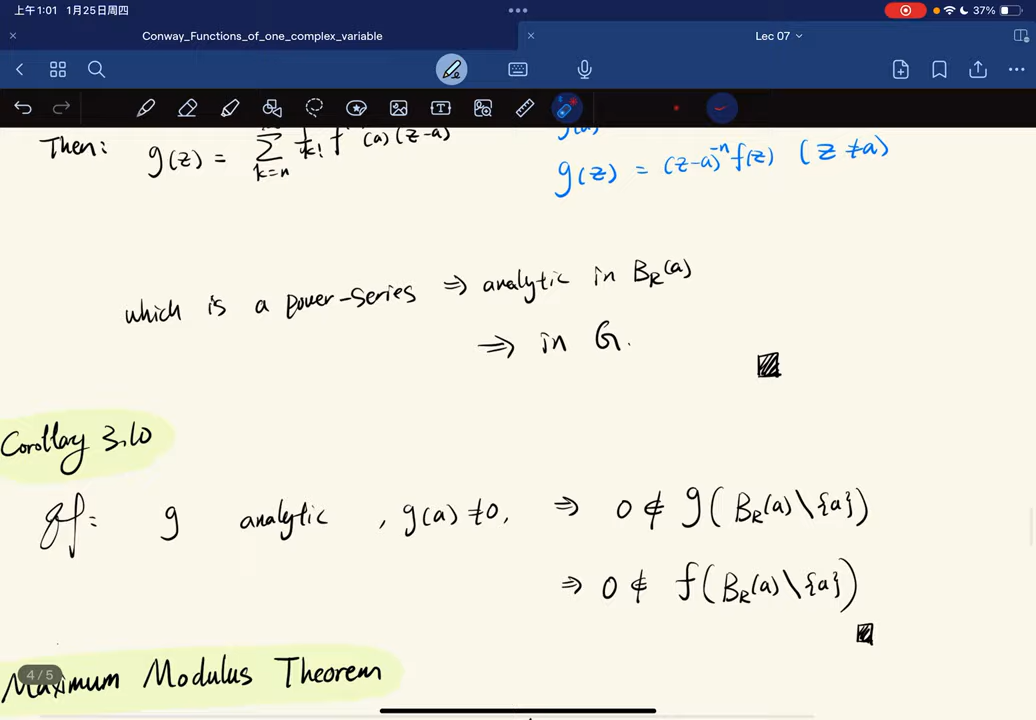 上午1:01 1月25日周四
37%
Conway_Functions_of_one_complex_variable
Lec 07
Then: g(z) = ∑ k=n 1/k! f (a) (z-a)
g(a)
g(z) = (z-a)^-n f(z) (z ≠ a)
which is a power-series ⇒ analytic in B_R(a)
⇒ in G.
Corollary 3.10
pf: g analytic, g(a) ≠ 0, ⇒ 0 ∉ g(B_R(a)\{a})
⇒ 0 ∉ f(B_R(a)\{a})
4/5
Maximum Modulus Theorem